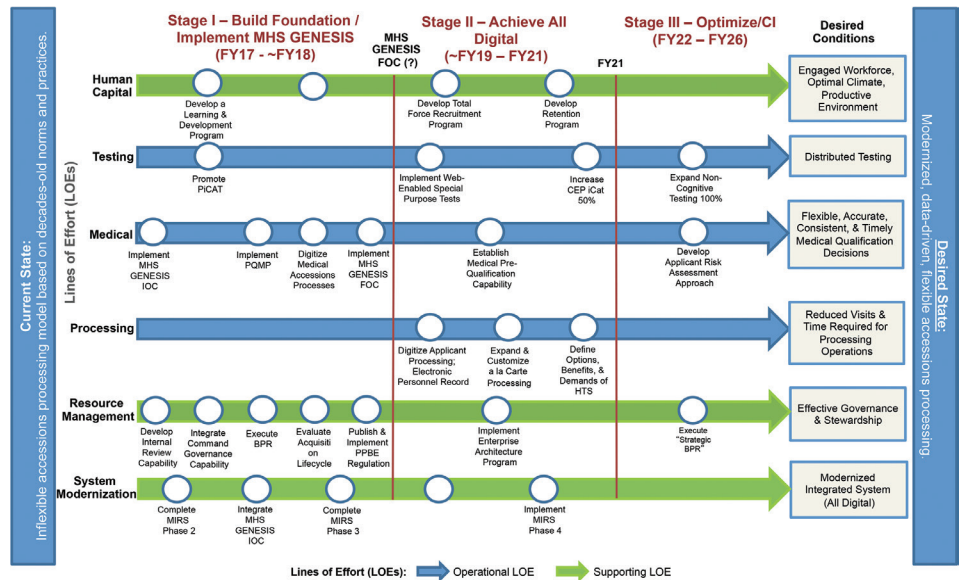 Stage I – Build Foundation /
Implement MHS GENESIS
(FY17 - ~FY18)
MHS
GENESIS
FOC (?)
Stage II – Achieve All
Digital
(~FY19 – FY21)
FY21
Stage III – Optimize/CI
(FY22 – FY26)
Desired
Conditions
Current State:
Inflexible accessions processing model based on decades-old norms and practices.
Lines of Effort (LOEs)
Human
Capital
Develop a
Learning &
Development
Program
Develop Total
Force Recruitment
Program
Develop
Retention
Program
Engaged Workforce,
Optimal Climate,
Productive
Environment
Testing
Promote
PiCAT
Implement Web-
Enabled Special
Purpose Tests
Increase
CEP iCat
50%
Expand Non-
Cognitive
Testing 100%
Distributed Testing
Medical
Implement
MHS
GENESIS
IOC
Implement
PQMP
Digitize
Medical
Accessions
Processes
Implement
MHS
GENESIS
FOC
Establish
Medical Pre-
Qualification
Capability
Develop
Applicant Risk
Assessment
Approach
Flexible, Accurate,
Consistent, & Timely
Medical Qualification
Decisions
Processing
Digitize Applicant
Processing;
Electronic
Personnel Record
Expand &
Customize
a la Carte
Processing
Define
Options,
Benefits, &
Demands of
HTS
Reduced Visits &
Time Required for
Processing
Operations
Resource
Management
Develop
Internal
Review
Capability
Integrate
Command
Governance
Capability
Execute
BPR
Evaluate
Acquisiti
on
Lifecycle
Publish &
Implement
PPBE
Regulation
Implement
Enterprise
Architecture
Program
Execute
"Strategic
BPR"
Effective Governance
& Stewardship
System
Modernization
Complete
MIRS
Phase 2
Integrate
MHS
GENESIS
IOC
Complete
MIRS
Phase 3
Implement
MIRS
Phase 4
Modernized
Integrated System
(All Digital)
Desired State:
Modernized, data-driven, flexible accessions processing.
Lines of Effort (LOEs):
Operational LOE
Supporting LOE